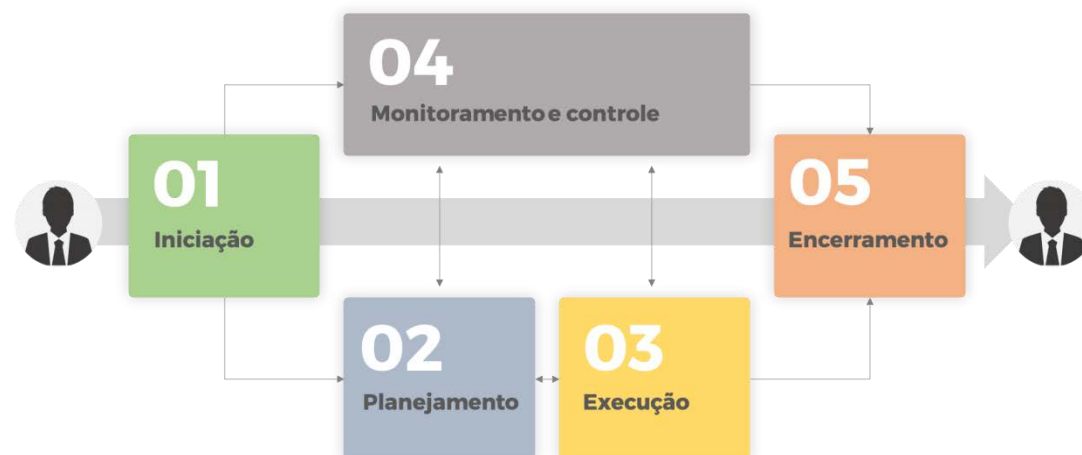 04
Monitoramento e controle
01
Iniciação
05
Encerramento
02
Planejamento
03
Execução